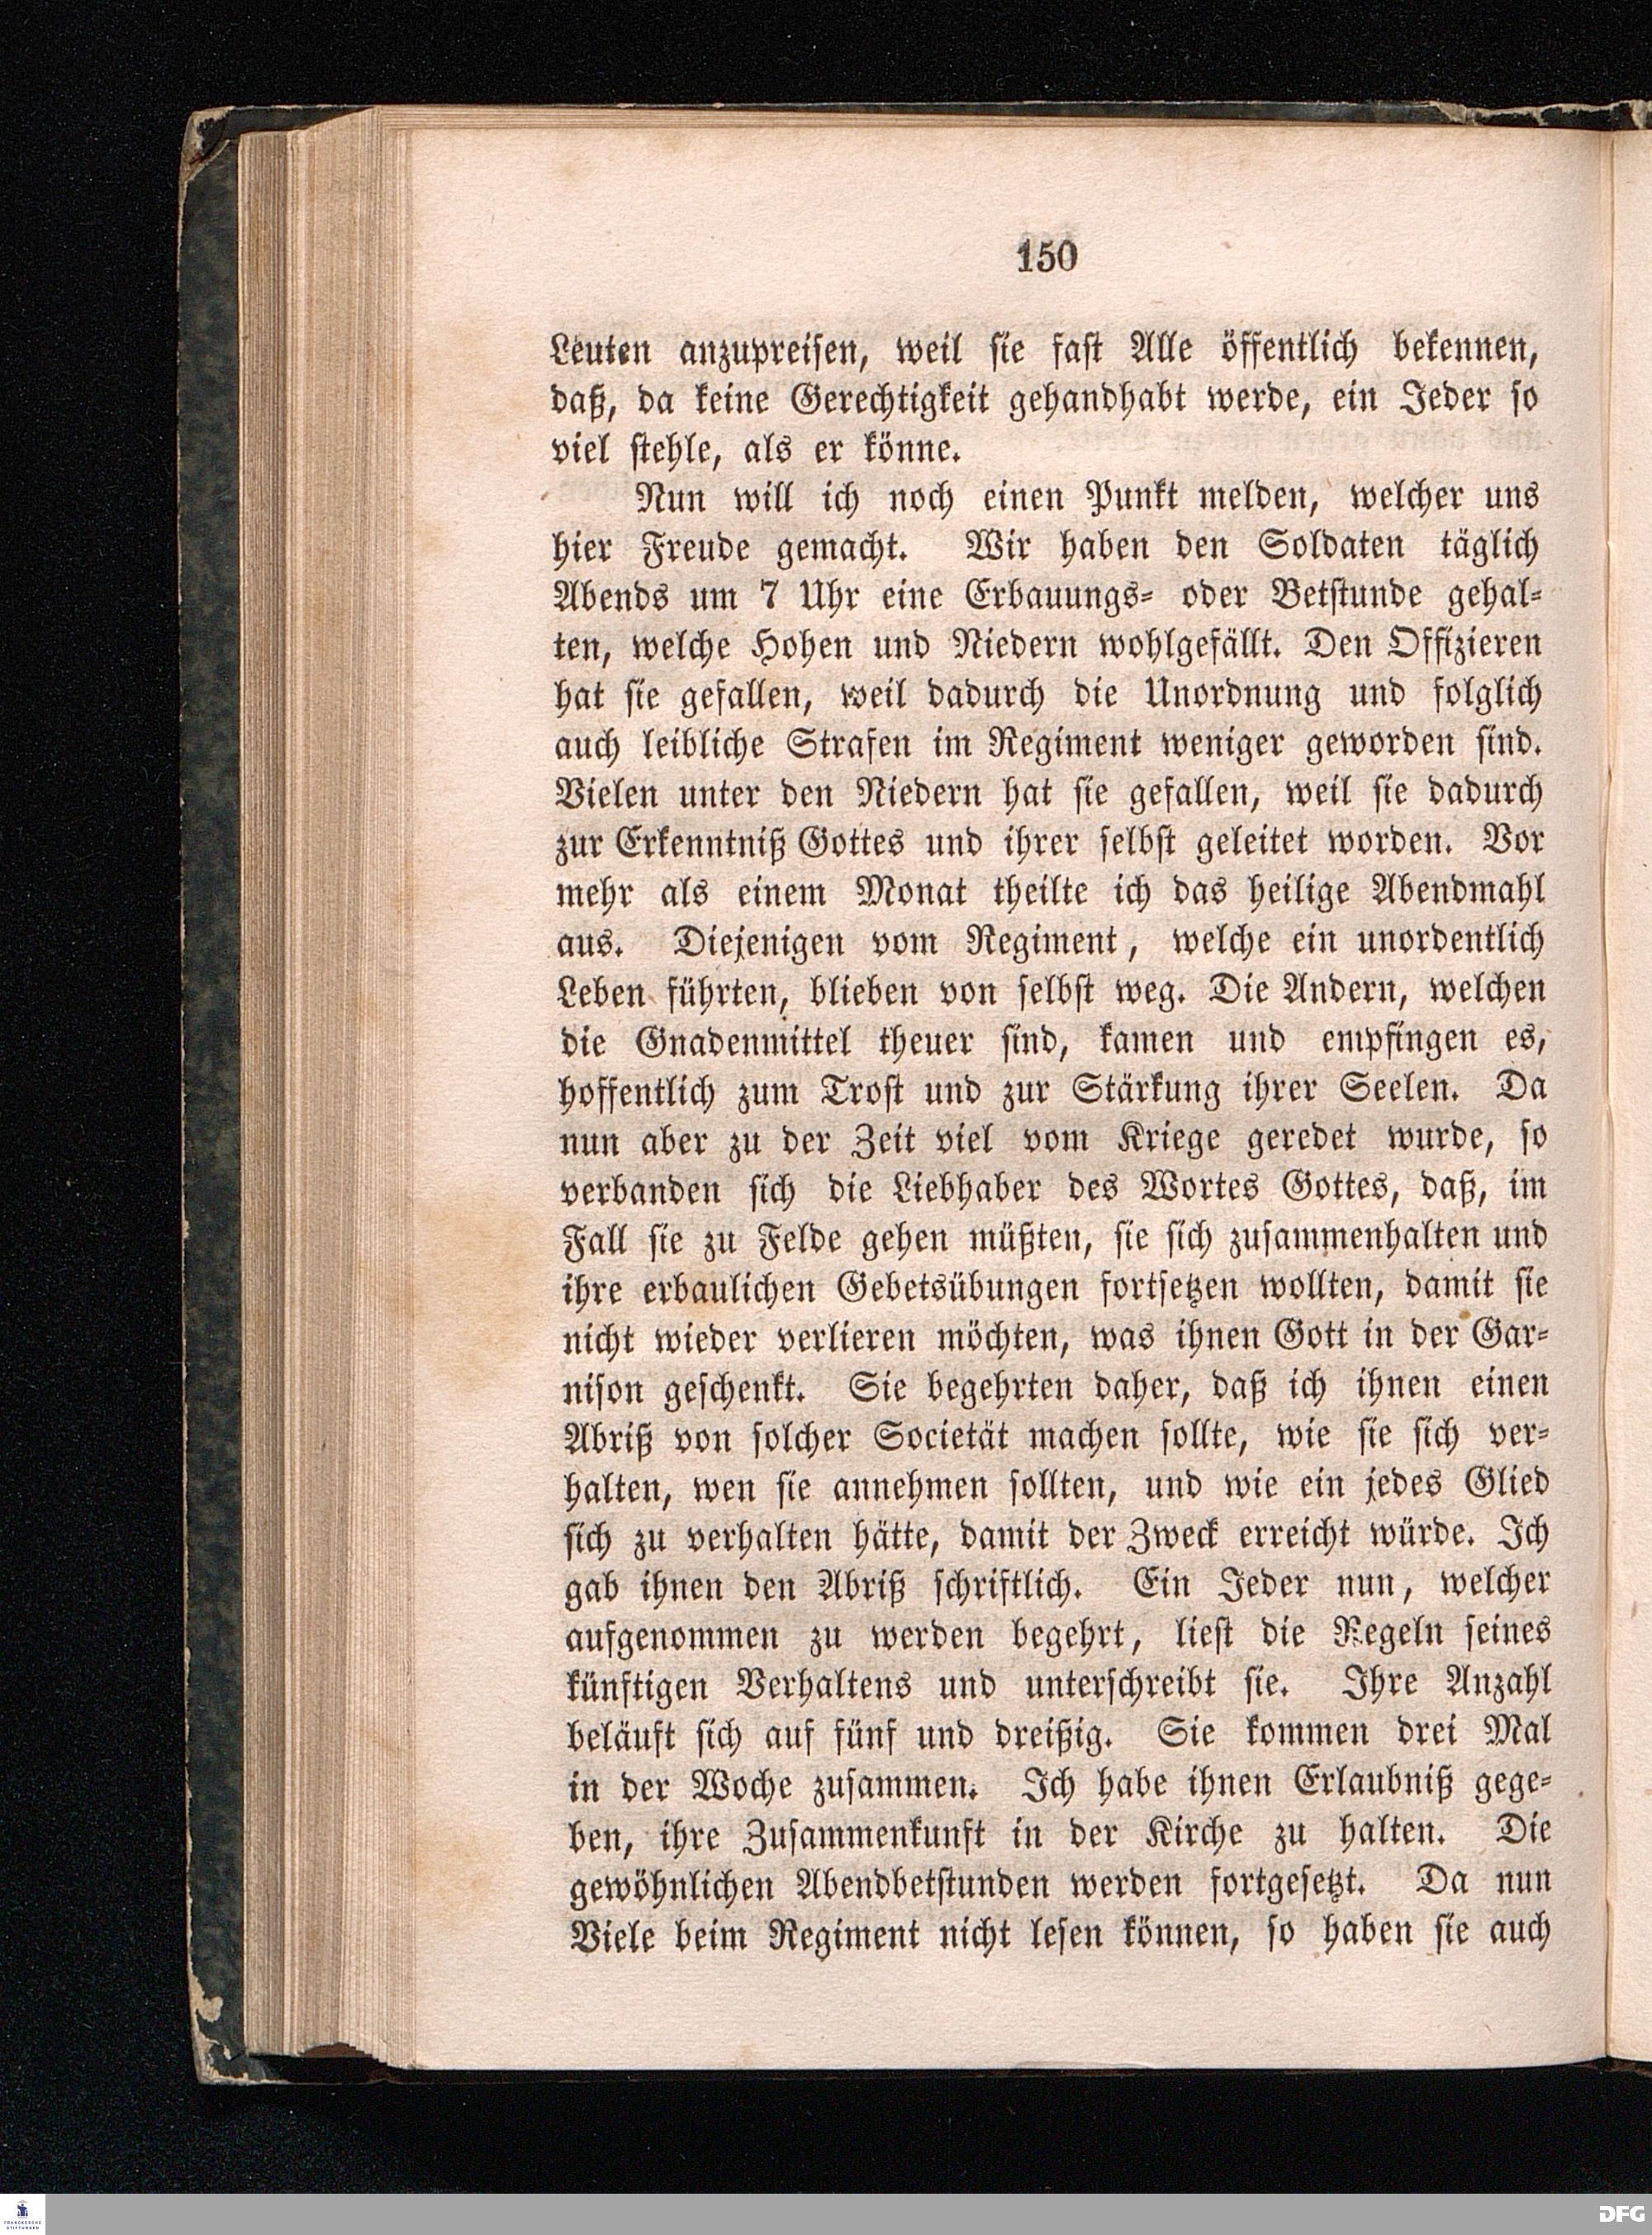 150
Leuten anzupreisen, weil sie fast Alle öffentlich bekennen,
daß, da keine Gerechtigkeit gehandhabt werde, ein Jeder so
viel stehle, als er könne.
Nun will ich noch einen Punkt melden, welcher uns
hier Freude gemacht. Wir haben den Soldaten täglich
Abends um 7 Uhr eine Erbauungs- oder Betstunde gehal-
ten, welche Hohen und Niedern wohlgefällt. Den Offizieren
hat sie gefallen, weil dadurch die Unordnung und folglich
auch leibliche Strafen im Regiment weniger geworden sind.
Vielen unter den Niedern hat sie gefallen, weil sie dadurch
zur Erkenntniß Gottes und ihrer selbst geleitet worden. Vor
mehr als einem Monat theilte ich das heilige Abendmahl
aus. Diejenigen vom Regiment, welche ein unordentlich
Leben führten, blieben von selbst weg. Die Andern, welchen
die Gnadenmittel theuer sind, kamen und empfingen es,
hoffentlich zum Trost und zur Stärkung ihrer Seelen. Da
nun aber zu der Zeit viel vom Kriege geredet wurde, so
verbanden sich die Liebhaber des Wortes Gottes, daß, im
Fall sie zu Felde gehen müßten, sie sich zusammenhalten und
ihre erbaulichen Gebetsübungen fortsetzen wollten, damit sie
nicht wieder verlieren möchten, was ihnen Gott in der Gar-
nison geschenkt. Sie begehrten daher, daß ich ihnen einen
Abriß von solcher Societät machen sollte, wie sie sich ver-
halten, wen sie annehmen sollten, und wie ein jedes Glied
sich zu verhalten hätte, damit der Zweck erreicht würde. Ich
gab ihnen den Abriß schriftlich. Ein Jeder nun, welcher
aufgenommen zu werden begehrt, liest die Regeln seines
künftigen Verhaltens und unterschreibt sie. Ihre Anzahl
beläuft sich auf fünf und dreißig. Sie kommen drei Mal
in der Woche zusammen. Ich habe ihnen Erlaubniß gege-
ben, ihre Zusammenkunft in der Kirche zu halten. Die
gewöhnlichen Abendbetstunden werden fortgesetzt. Da nun
Viele beim Regiment nicht lesen können, so haben sie auch
FRANCKESCHE
STIFTUNGEN
DFG